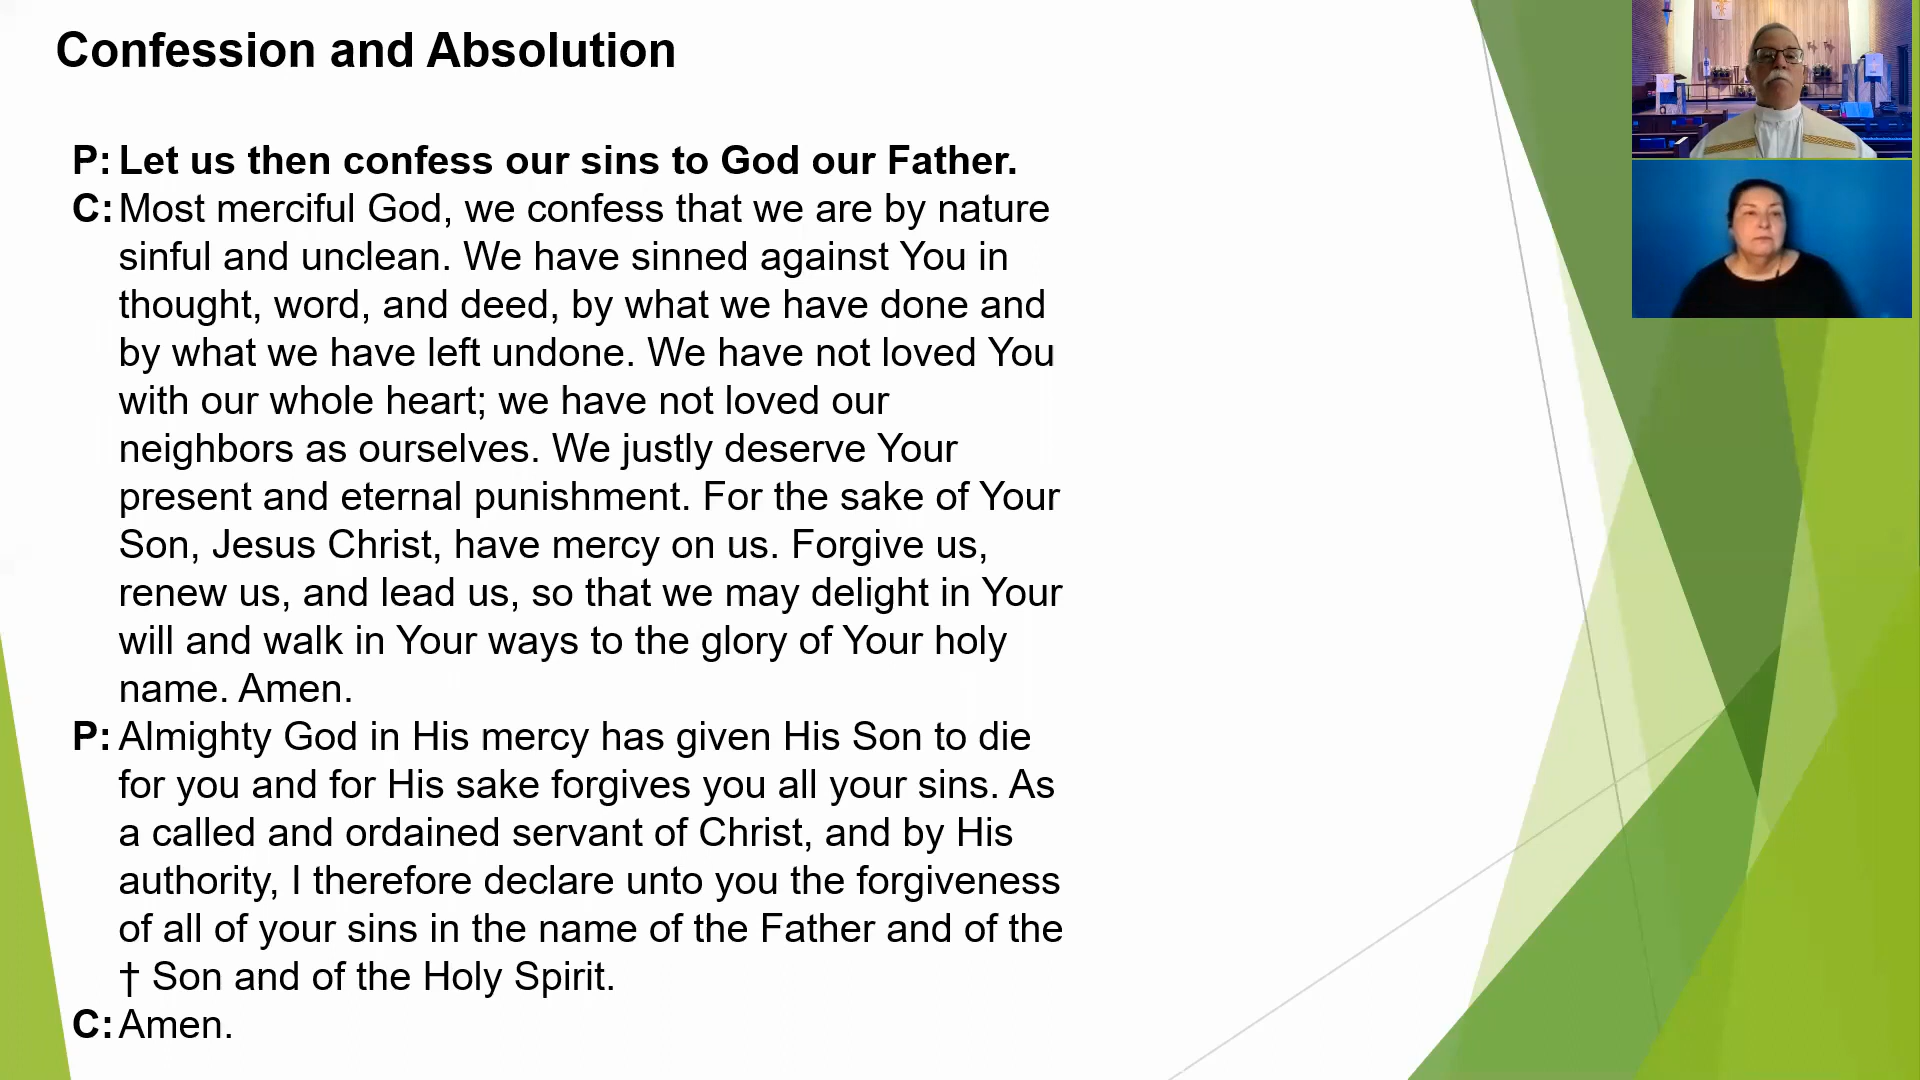 Confession and Absolution
P: Let us then confess our sins to God our Father.
C: Most merciful God, we confess that we are by nature
sinful and unclean. We have sinned against You in
thought, word, and deed, by what we have done and
by what we have left undone. We have not loved You
with our whole heart; we have not loved our
neighbors as ourselves. We justly deserve Your
present and eternal punishment. For the sake of Your
Son, Jesus Christ, have mercy on us. Forgive us,
renew us, and lead us, so that we may delight in Your
will and walk in Your ways to the glory of Your holy
name. Amen.
P: Almighty God in His mercy has given His Son to die
for you and for His sake forgives you all your sins. As
a called and ordained servant of Christ, and by His
authority, I therefore declare unto you the forgiveness
of all of your sins in the name of the Father and of the
† Son and of the Holy Spirit.
C: Amen.